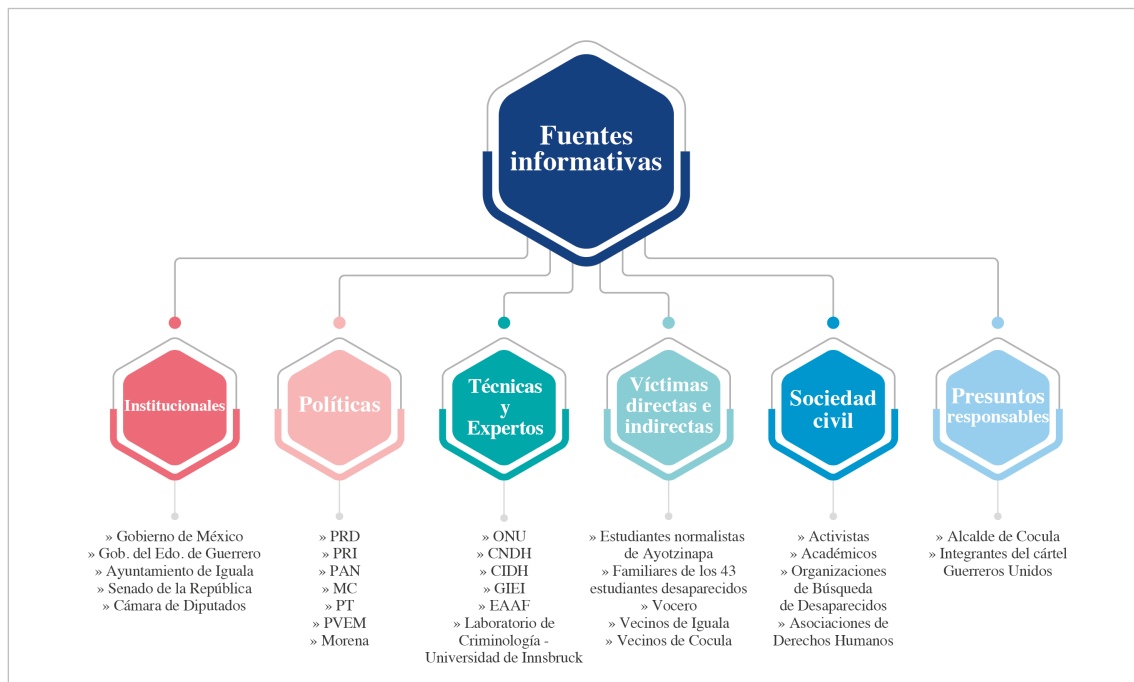 Fuentes
informativas
Institucionales
» Gobierno de México
» Gob. del Edo. de Guerrero
» Ayuntamiento de Iguala
» Senado de la República
» Cámara de Diputados
Políticas
» PRD
» PRI
» PAN
» MC
» PT
» PVEM
» Morena
Técnicas
y
Expertos
» ONU
» CNDH
» CIDH
» GIEI
» EAAF
» Laboratorio de
Criminología -
Universidad de Innsbruck
Víctimas
directas e
indirectas
» Estudiantes normalistas
de Ayotzinapa
» Familiares de los 43
estudiantes desaparecidos
» Vocero
» Vecinos de Iguala
» Vecinos de Cocula
Sociedad
civil
» Activistas
» Académicos
» Organizaciones
de Búsqueda
de Desaparecidos
» Asociaciones de
Derechos Humanos
Presuntos
responsables
» Alcalde de Cocula
» Integrantes del cártel
Guerreros Unidos